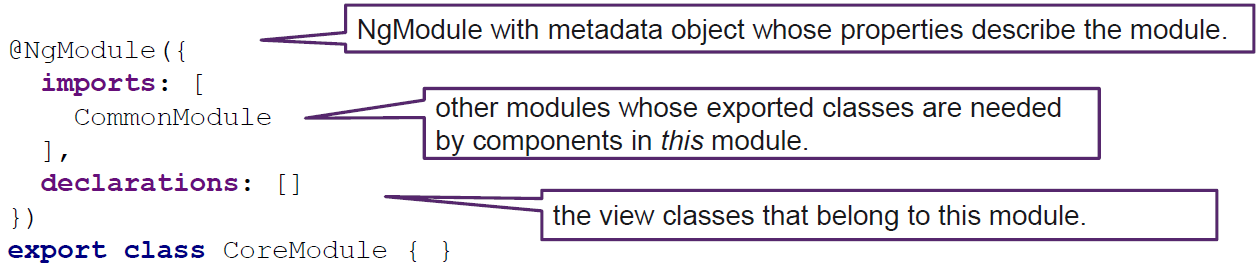 NgModule with metadata object whose properties describe the module.
@NgModule({
imports: [
other modules whose exported classes are needed
CommonModule
by components in this module.
],
declarations: []
the view classes that belong to this module.
})
export class CoreModule { }